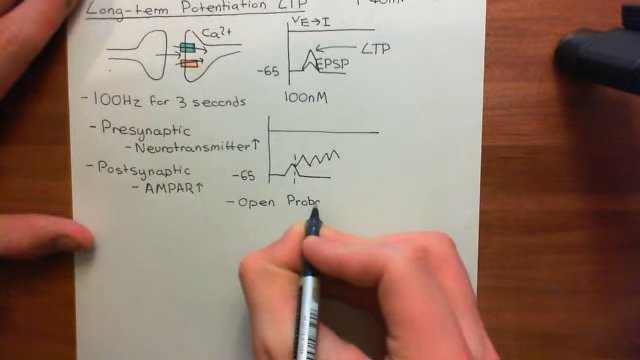 Long-term Potentiation LTP
Ca²⁺
VE→I
LTP
EPSP
-65
100nM
- 100Hz for 3 seconds
- Presynaptic
- Neurotransmitter↑
- Postsynaptic
- AMPAR↑
-65
- Open Prob